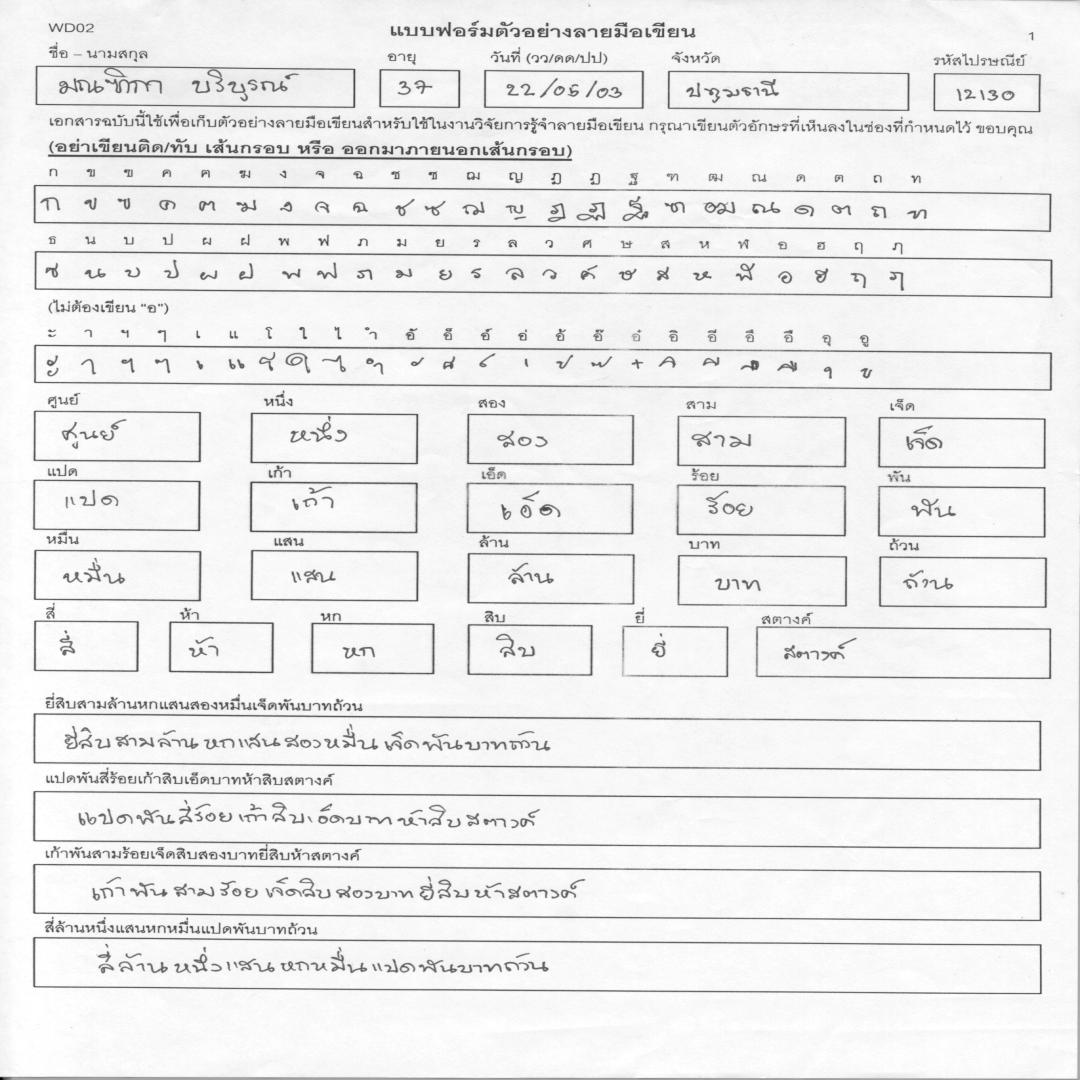 WD02
แบบฟอร์มตัวอย่างลายมือเขียน
1
ชื่อ – นามสกุล อายุ วันที่ (วว/ดด/ปป) จังหวัด รหัสไปรษณีย์
มณฑิกา บริบูรณ์ 37 22/05/03 ปทุมธานี 12130
เอกสารฉบับนี้ใช้เพื่อเก็บตัวอย่างลายมือเขียนสำหรับใช้ในงานวิจัยการรู้จำลายมือเขียน กรุณาเขียนตัวอักษรที่เห็นลงในช่องที่กำหนดไว้ ขอบคุณ
(อย่าเขียนติด/ทับ เส้นกรอบ หรือ ออกมาภายนอกเส้นกรอบ)
ก ข ฃ ค ฅ ฆ ง จ ฉ ช ซ ฌ ญ ฎ ฏ ฐ ฑ ฒ ณ ด ต ถ ท
ก ข ฃ ค ฅ ฆ ง จ ฉ ช ซ ฌ ญ ฎ ฏ ฐ ฑ ฒ ณ ด ต ถ ท
ธ น บ ป ผ ฝ พ ฟ ภ ม ย ร ล ว ศ ษ ส ห ฬ อ ฮ ฤ ฦ
ธ น บ ป ผ ฝ พ ฟ ภ ม ย ร ล ว ศ ษ ส ห ฬ อ ฮ ฤ ฦ
(ไม่ต้องเขียน “อ”)
ะ า ฯ ๆ เ แ โ ใ ไ ำ อั อ็ อ์ อ่ อ้ อ๊ อ๋ อิ อี อึ อื อุ อู
ะ า ฯ ๆ เ แ โ ใ ไ ำ ั ็ ์ ่ ้ ๊ ๋ ิ ี ึ ื ุ ู
ศูนย์ หนึ่ง สอง สาม เจ็ด
ศูนย์ หนึ่ง สอง สาม เจ็ด
แปด เก้า เอ็ด ร้อย พัน
แปด เก้า เอ็ด ร้อย พัน
หมื่น แสน ล้าน บาท ถ้วน
หมื่น แสน ล้าน บาท ถ้วน
สี่ ห้า หก สิบ ยี่ สตางค์
สี่ ห้า หก สิบ ยี่ สตางค์
ยี่สิบสามล้านหกแสนสองหมื่นเจ็ดพันบาทถ้วน
ยี่สิบสามล้านหกแสนสองหมื่นเจ็ดพันบาทถ้วน
แปดพันสี่ร้อยเก้าสิบเอ็ดบาทห้าสิบสตางค์
แปดพันสี่ร้อยเก้าสิบเอ็ดบาทห้าสิบสตางค์
เก้าพันสามร้อยเจ็ดสิบสองบาทยี่สิบห้าสตางค์
เก้าพันสามร้อยเจ็ดสิบสองบาทยี่สิบห้าสตางค์
สี่ล้านหนึ่งแสนหกหมื่นแปดพันบาทถ้วน
สี่ล้านหนึ่งแสนหกหมื่นแปดพันบาทถ้วน